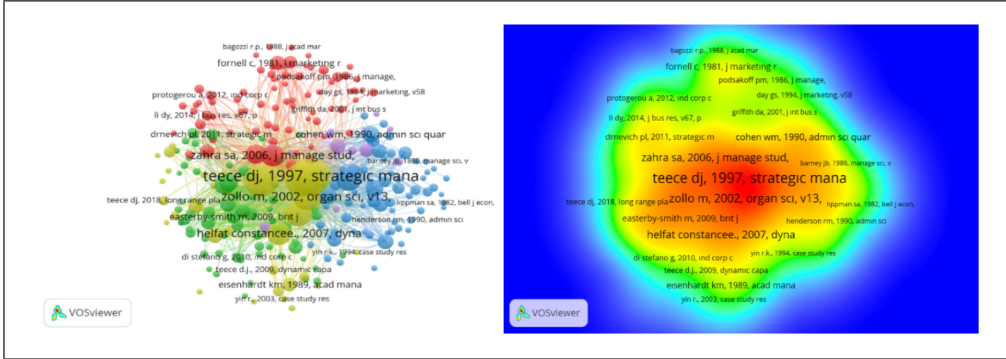 bagozzi r.p., 1988, j acad mar
fornell c, 1981, j marketing r
podsakoff pm, 1986, j manage,
protogerou a, 2012, ind corp c
day gs, 1994, j marketing, v58
li dy, 2014, j bus res, v67, p
griffith da, 2001, j int bus s
drnevich pl, 2011, strategic m
cohen wm, 1990, admin sci quar
zahra sa, 2006, j manage stud,
barney jb, 1986, manage sci, v
teece dj, 1997, strategic mana
teece dj, 2018, long range pla
zollo m, 2002, organ sci, v13,
lippman sa, 1982, bell j econ,
easterby-smith m, 2009, brit j
henderson rm, 1990, admin sci
helfat constancee., 2007, dyna
yin r.k., 1994, case study res
di stefano g, 2010, ind corp c
teece d.j., 2009, dynamic capa
eisenhardt km, 1989, acad mana
yin r., 2003, case study res
VOSviewer
bagozzi r.p., 1988, j acad mar
fornell c, 1981, j marketing r
podsakoff pm, 1986, j manage,
protogerou a, 2012, ind corp c
day gs, 1994, j marketing, v58
li dy, 2014, j bus res, v67, p
griffith da, 2001, j int bus s
drnevich pl, 2011, strategic m
cohen wm, 1990, admin sci quar
zahra sa, 2006, j manage stud,
barney jb, 1986, manage sci, v
teece dj, 1997, strategic mana
teece dj, 2018, long range pla
zollo m, 2002, organ sci, v13,
lippman sa, 1982, bell j econ,
easterby-smith m, 2009, brit j
henderson rm, 1990, admin sci
helfat constancee., 2007, dyna
yin r.k., 1994, case study res
di stefano g, 2010, ind corp c
teece d.j., 2009, dynamic capa
eisenhardt km, 1989, acad mana
yin r., 2003, case study res
VOSviewer